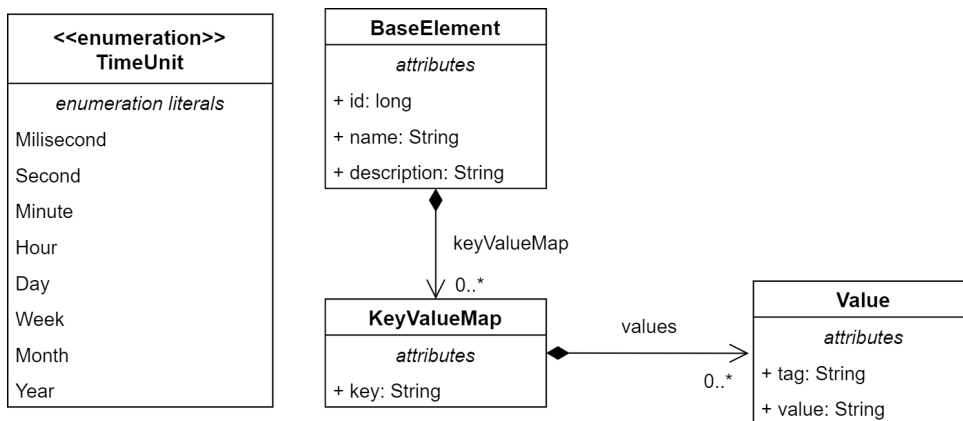 <<enumeration>>
TimeUnit
enumeration literals
Milisecond
Second
Minute
Hour
Day
Week
Month
Year
BaseElement
attributes
+ id: long
+ name: String
+ description: String
keyValueMap
0..*
KeyValueMap
attributes
+ key: String
values
0..*
Value
attributes
+ tag: String
+ value: String